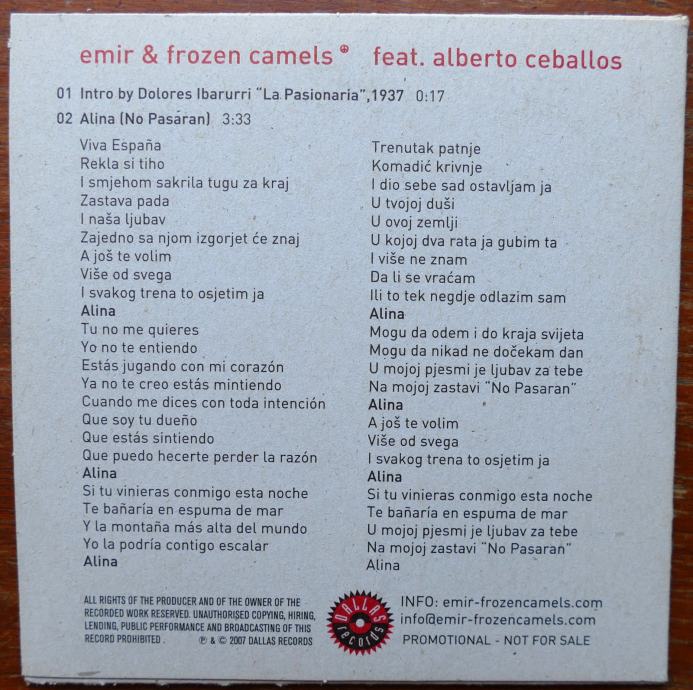 emir & frozen camels ☮ feat. alberto ceballos
01 Intro by Dolores Ibarurri “La Pasionaria”,1937 0:17
02 Alina (No Pasaran) 3:33
Viva España
Rekla si tiho
I smjehom sakrila tugu za kraj
Zastava pada
I naša ljubav
Zajedno sa njom izgorjet će znaj
A još te volim
Više od svega
I svakog trena to osjetim ja
Alina
Tu no me quieres
Yo no te entiendo
Estás jugando con mi corazón
Ya no te creo estás mintiendo
Cuando me dices con toda intención
Que soy tu dueño
Que estás sintiendo
Que puedo hecerte perder la razón
Alina
Si tu vinieras conmigo esta noche
Te bañaría en espuma de mar
Y la montaña más alta del mundo
Yo la podría contigo escalar
Alina
Trenutak patnje
Komadić krivnje
I dio sebe sad ostavljam ja
U tvojoj duši
U ovoj zemlji
U kojoj dva rata ja gubim ta
I više ne znam
Da li se vraćam
Ili to tek negdje odlazim sam
Alina
Mogu da odem i do kraja svijeta
Mogu da nikad ne dočekam dan
U mojoj pjesmi je ljubav za tebe
Na mojoj zastavi “No Pasaran”
Alina
A još te volim
Više od svega
I svakog trena to osjetim ja
Alina
Si tu vinieras conmigo esta noche
Te bañaría en espuma de mar
U mojoj pjesmi je ljubav za tebe
Na mojoj zastavi “No Pasaran”
Alina
ALL RIGHTS OF THE PRODUCER AND OF THE OWNER OF THE
RECORDED WORK RESERVED. UNAUTHORISED COPYING, HIRING,
LENDING, PUBLIC PERFORMANCE AND BROADCASTING OF THIS
RECORD PROHIBITED. ℗ & © 2007 DALLAS RECORDS
DALLAS
records
INFO: emir-frozencamels.com
info@emir-frozencamels.com
PROMOTIONAL - NOT FOR SALE